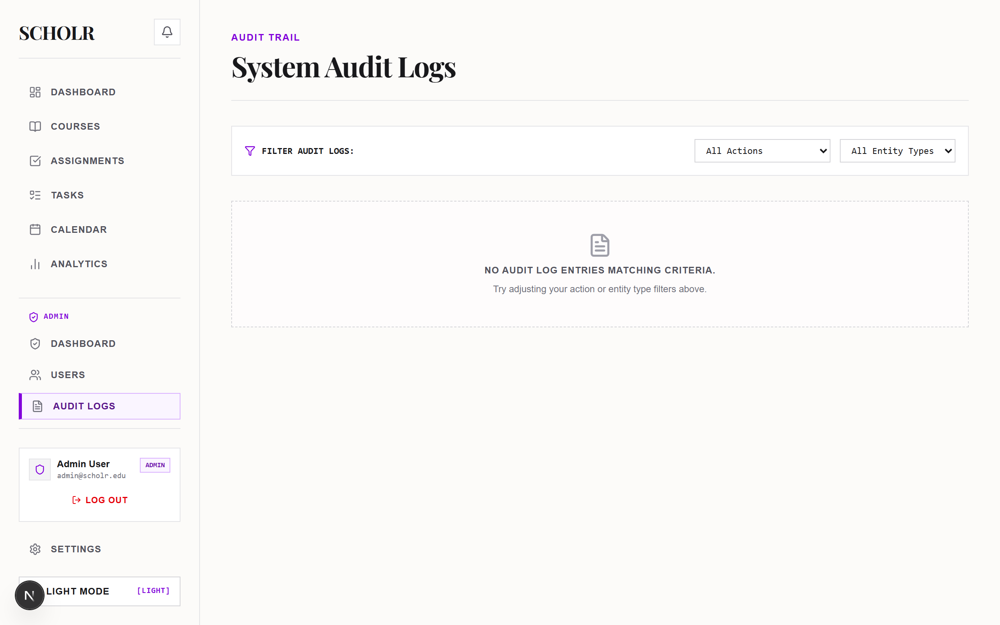 SCHOLR
DASHBOARD
COURSES
ASSIGNMENTS
TASKS
CALENDAR
ANALYTICS
ADMIN
DASHBOARD
USERS
AUDIT LOGS
Admin User
ADMIN
admin@scholr.edu
LOG OUT
SETTINGS
N
LIGHT MODE
[LIGHT]
AUDIT TRAIL
System Audit Logs
FILTER AUDIT LOGS:
All Actions
All Entity Types
NO AUDIT LOG ENTRIES MATCHING CRITERIA.
Try adjusting your action or entity type filters above.